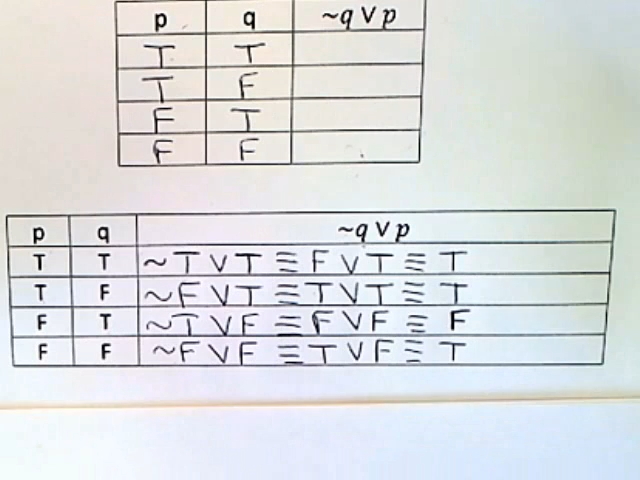 p q ~q ∨ p
T T
T F
F T
F F
p q ~q ∨ p
T T ~T ∨ T ≡ F ∨ T ≡ T
T F ~F ∨ T ≡ T ∨ T ≡ T
F T ~T ∨ F ≡ F ∨ F ≡ F
F F ~F ∨ F ≡ T ∨ F ≡ T